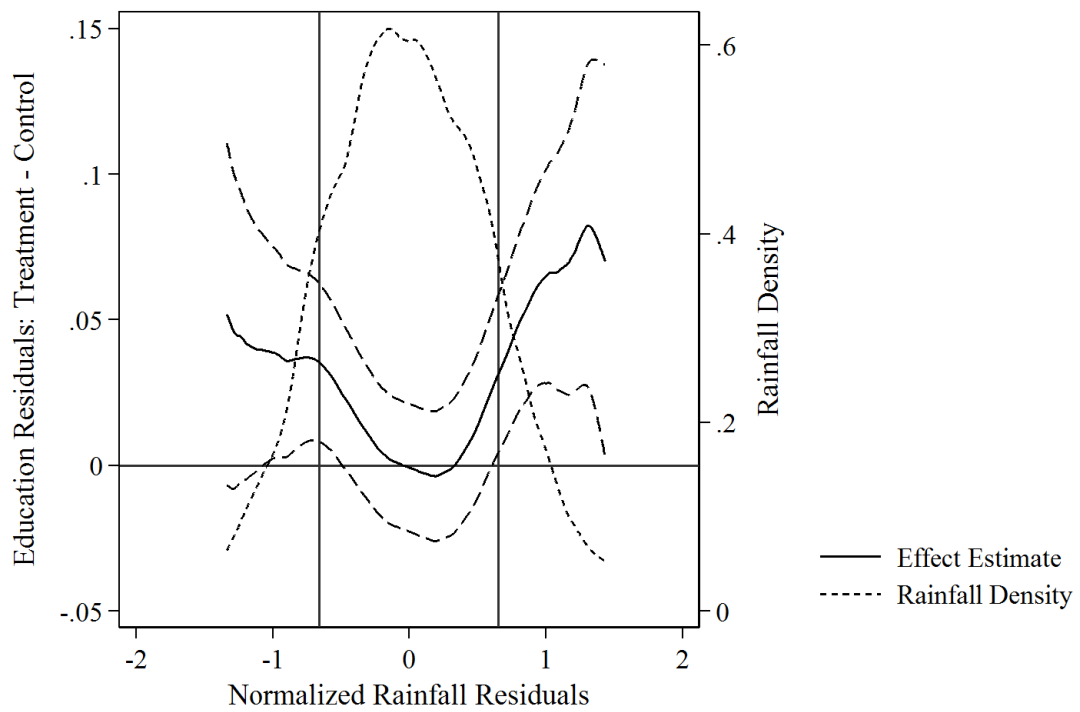 .15
.1
.05
0
-.05
Education Residuals: Treatment - Control
.6
.4
.2
0
Rainfall Density
-2
-1
0
1
2
Normalized Rainfall Residuals
Effect Estimate
Rainfall Density